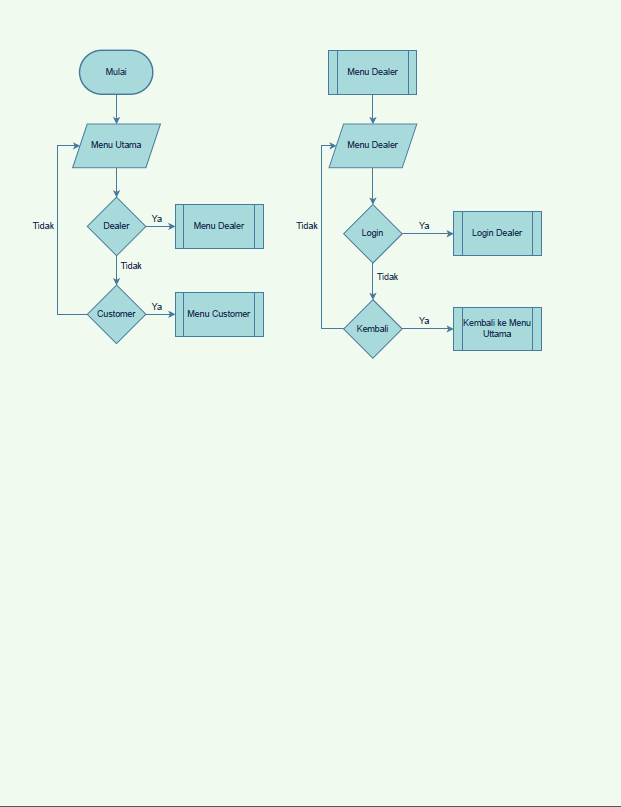 Mulai
Menu Utama
Tidak
Dealer
Ya
Menu Dealer
Tidak
Customer
Ya
Menu Customer
Menu Dealer
Menu Dealer
Tidak
Login
Ya
Login Dealer
Tidak
Kembali
Ya
Kembali ke Menu
Uttama